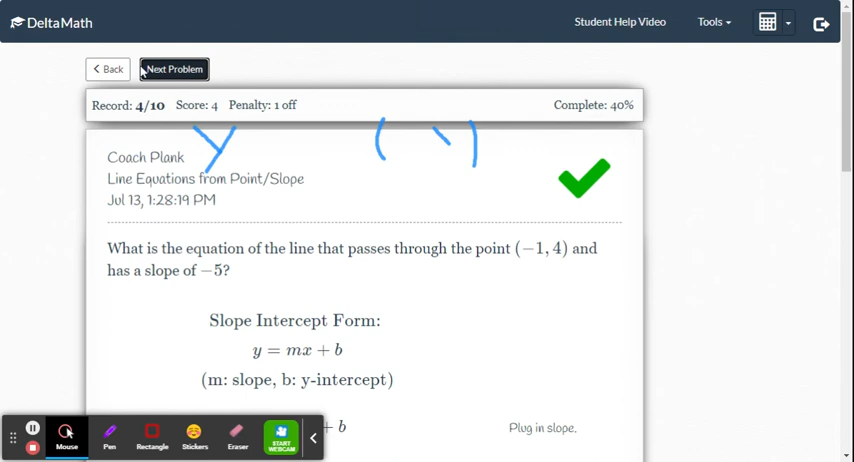 DeltaMath Student Help Video Tools
Back Next Problem
Record: 4/10 Score: 4 Penalty: 1 off Complete: 40%
y ( )
Coach Plank
Line Equations from Point/Slope
Jul 13, 1:28:19 PM
What is the equation of the line that passes through the point (−1, 4) and
has a slope of −5?
Slope Intercept Form:
y = mx + b
(m: slope, b: y-intercept)
+ b Plug in slope.
Mouse Pen Rectangle Stickers Eraser START
WEBCAM